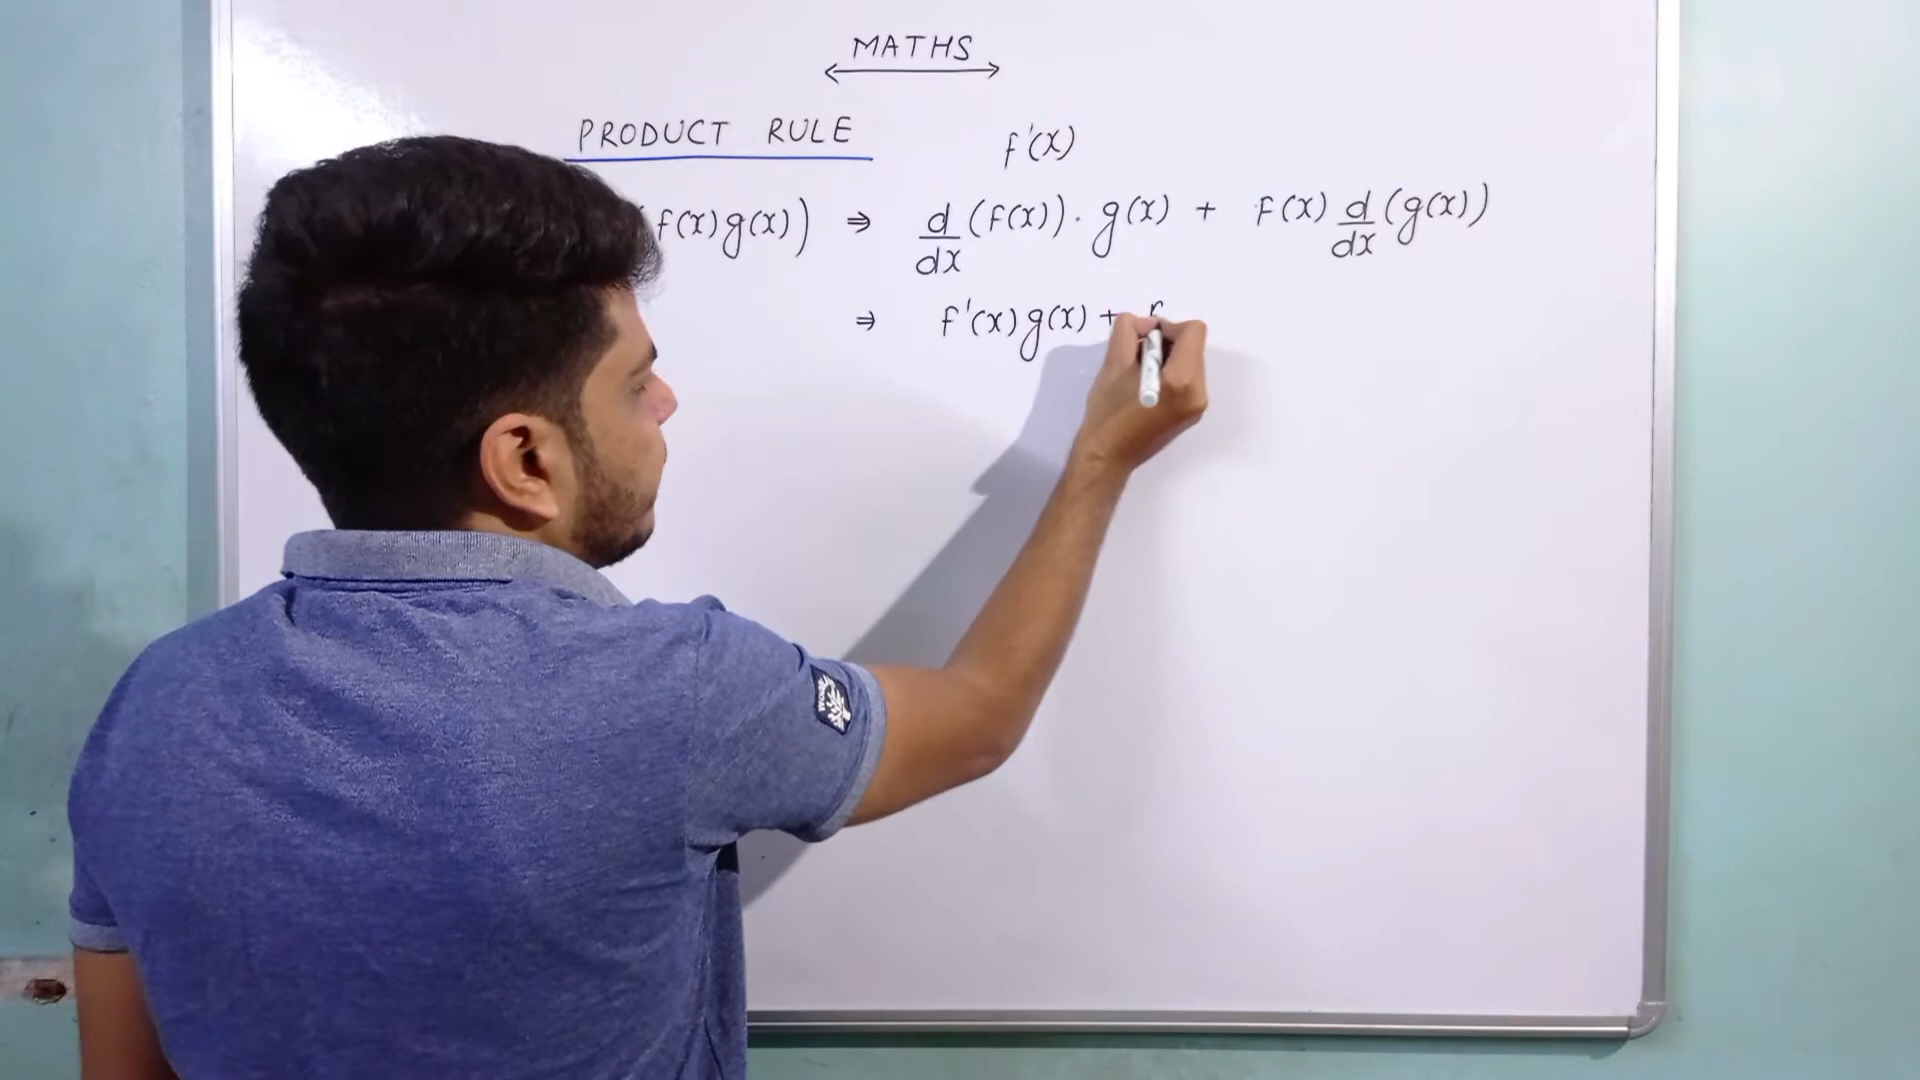 MATHS
PRODUCT RULE f'(x)
f(x)g(x)) ⇒ d/dx (f(x)). g(x) + f(x) d/dx (g(x))
⇒ f'(x)g(x) + f